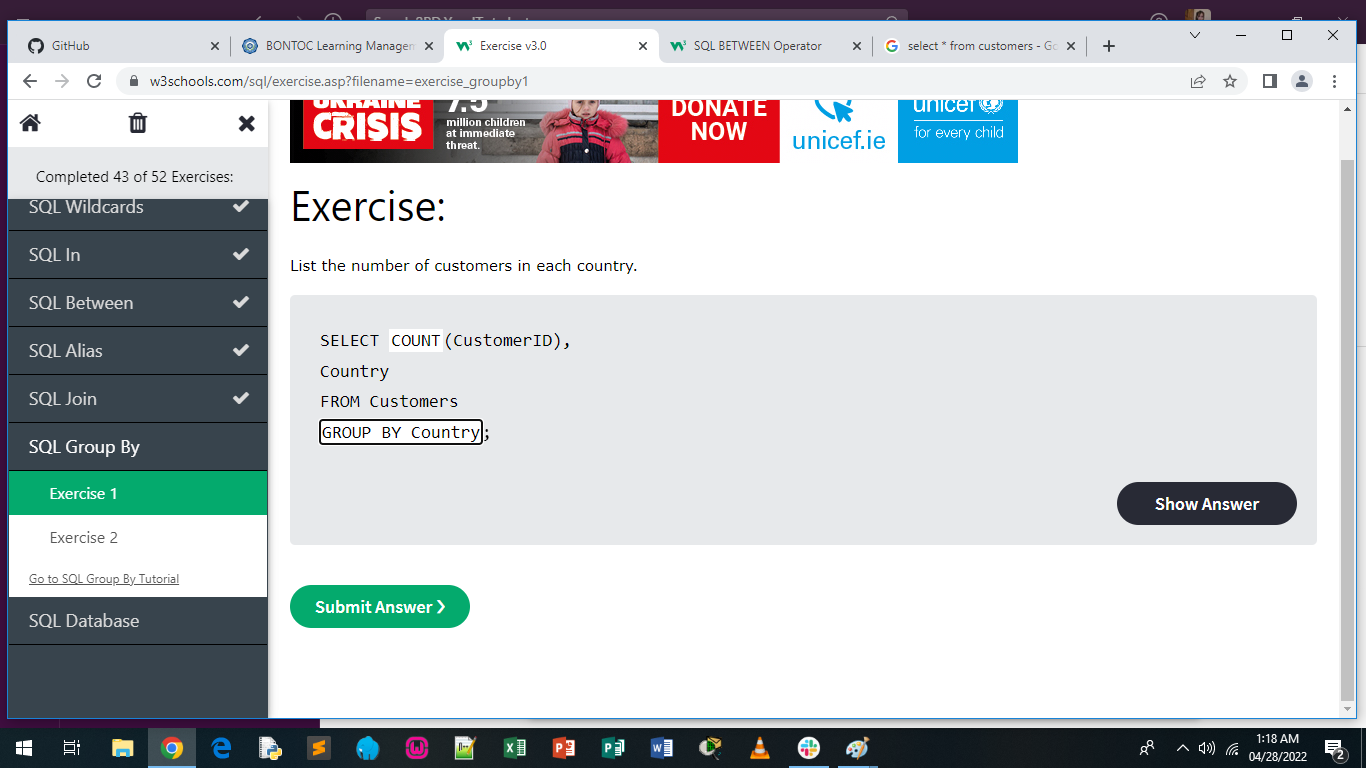 GitHub
BONTOC Learning Managem
Exercise v3.0
SQL BETWEEN Operator
select * from customers - Go
w3schools.com/sql/exercise.asp?filename=exercise_groupby1
Completed 43 of 52 Exercises:
SQL Wildcards
SQL In
SQL Between
SQL Alias
SQL Join
SQL Group By
Exercise 1
Exercise 2
Go to SQL Group By Tutorial
SQL Database
UKRAINE
CRISIS
7.5
million children
at immediate
threat.
DONATE
NOW
unicef.ie
unicef
for every child
Exercise:
List the number of customers in each country.
SELECT COUNT(CustomerID),
Country
FROM Customers
GROUP BY Country;
Show Answer
Submit Answer ❯
1:18 AM
04/28/2022
2